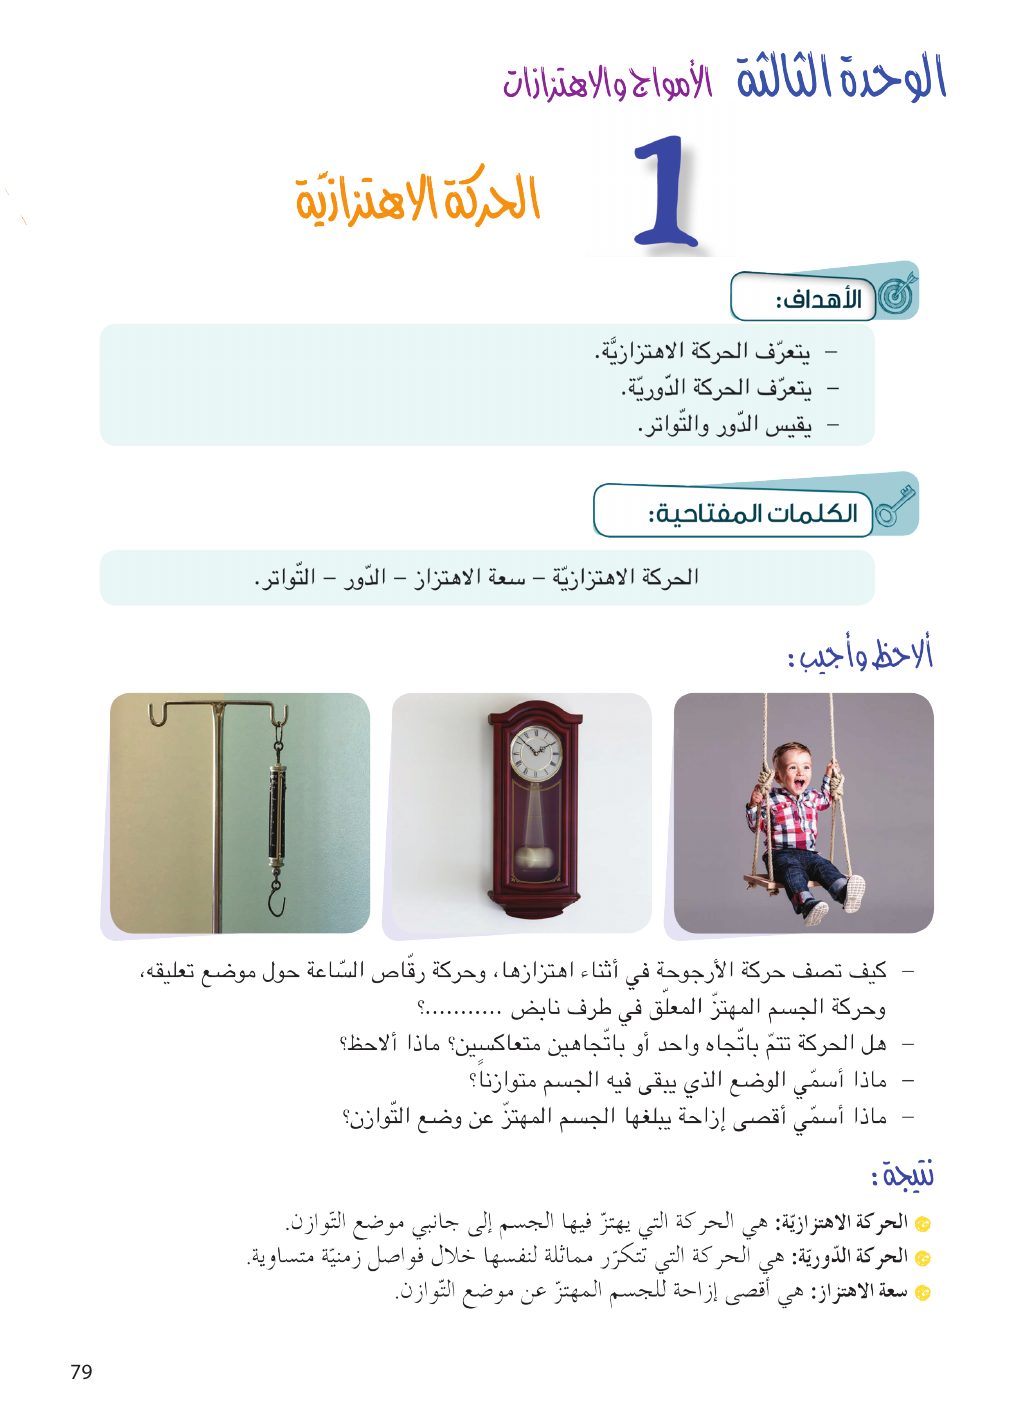 الوحدة الثالثة الأمواج والاهتزازات
1
الحركة الاهتزازيّة
الأهداف:
– يتعرّف الحركة الاهتزازيَّة.
– يتعرّف الحركة الدّوريّة.
– يقيس الدّور والتّواتر.
الكلمات المفتاحية:
الحركة الاهتزازيّة – سعة الاهتزاز – الدّور – التّواتر.
ألاحظ وأجيب:
– كيف تصف حركة الأرجوحة في أثناء اهتزازها، وحركة رقّاص السّاعة حول موضع تعليقه،
وحركة الجسم المهتزّ المعلّق في طرف نابض ...........؟
– هل الحركة تتمّ باتّجاه واحد أو باتّجاهين متعاكسين؟ ماذا ألاحظ؟
– ماذا أسمّي الوضع الذي يبقى فيه الجسم متوازناً؟
– ماذا أسمّي أقصى إزاحة يبلغها الجسم المهتزّ عن وضع التّوازن؟
نتيجة:
الحركة الاهتزازيّة: هي الحركة التي يهتزّ فيها الجسم إلى جانبي موضع التّوازن.
الحركة الدّوريّة: هي الحركة التي تتكرّر مماثلة لنفسها خلال فواصل زمنيّة متساوية.
سعة الاهتزاز: هي أقصى إزاحة للجسم المهتزّ عن موضع التّوازن.
79